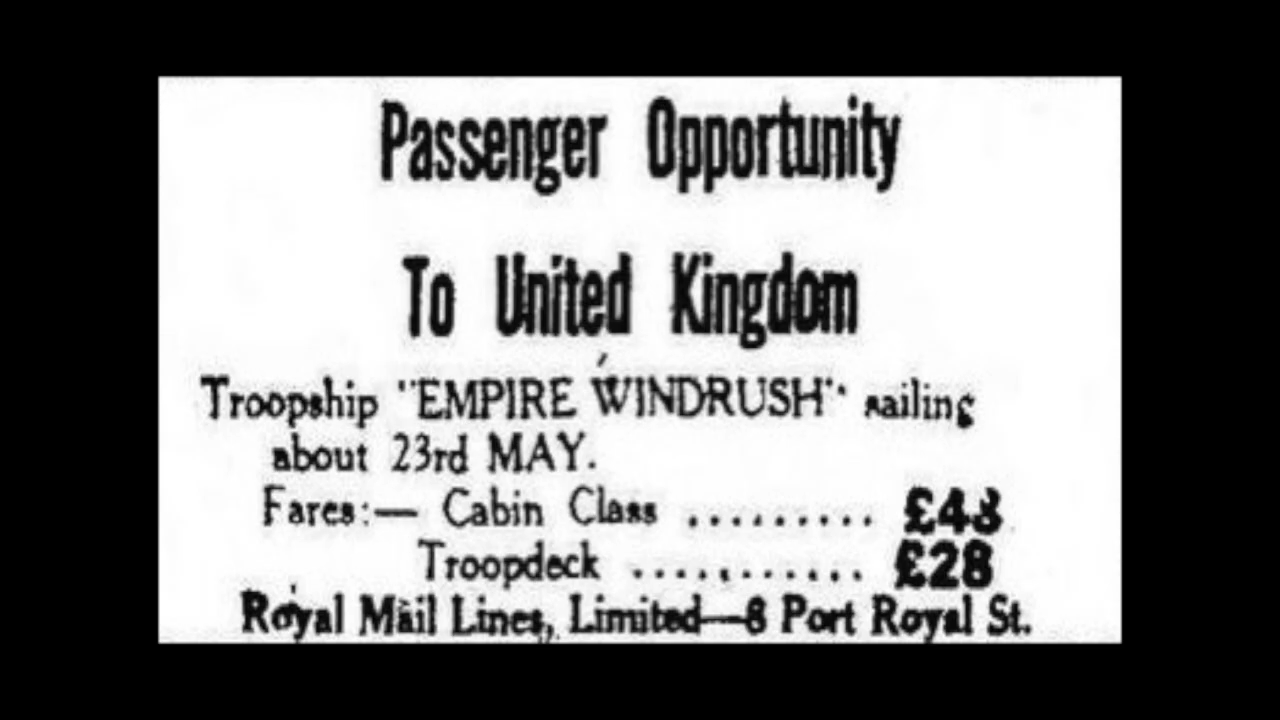 Passenger Opportunity
To United Kingdom
Troopship "EMPIRE WINDRUSH" sailing
about 23rd MAY.
Fares:— Cabin Class ......... £48
Troopdeck ........... £28
Royal Mail Lines, Limited—8 Port Royal St.